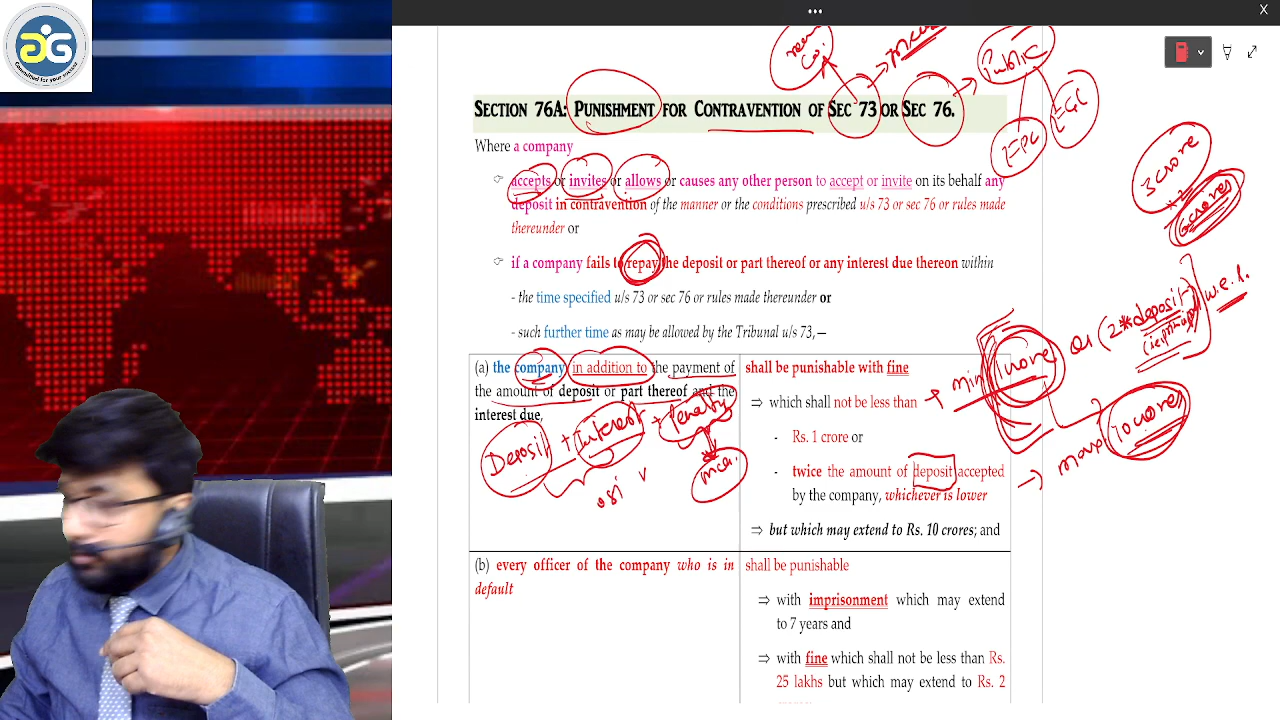 Committed for your success
X
SECTION 76A: PUNISHMENT FOR CONTRAVENTION OF SEC 73 OR SEC 76.
Public
3 crore
*2
6 crores
Where a company
accepts or invites or allows or causes any other person to accept or invite on its behalf any
deposit in contravention of the manner or the conditions prescribed u/s 73 or sec 76 or rules made
thereunder or
if a company fails to repay the deposit or part thereof or any interest due thereon within
- the time specified u/s 73 or sec 76 or rules made thereunder or
- such further time as may be allowed by the Tribunal u/s 73,—
(a) the company in addition to the payment of
the amount of deposit or part thereof and the
interest due,
Deposit + Interest + Penalty
shall be punishable with fine
⇒ which shall not be less than
- Rs. 1 crore or
- twice the amount of deposit accepted
by the company, whichever is lower
⇒ but which may extend to Rs. 10 crores; and
min 1 crore or (2* deposit) w.e.l.
max 10 crores
(b) every officer of the company who is in
default
shall be punishable
⇒ with imprisonment which may extend
to 7 years and
⇒ with fine which shall not be less than Rs.
25 lakhs but which may extend to Rs. 2